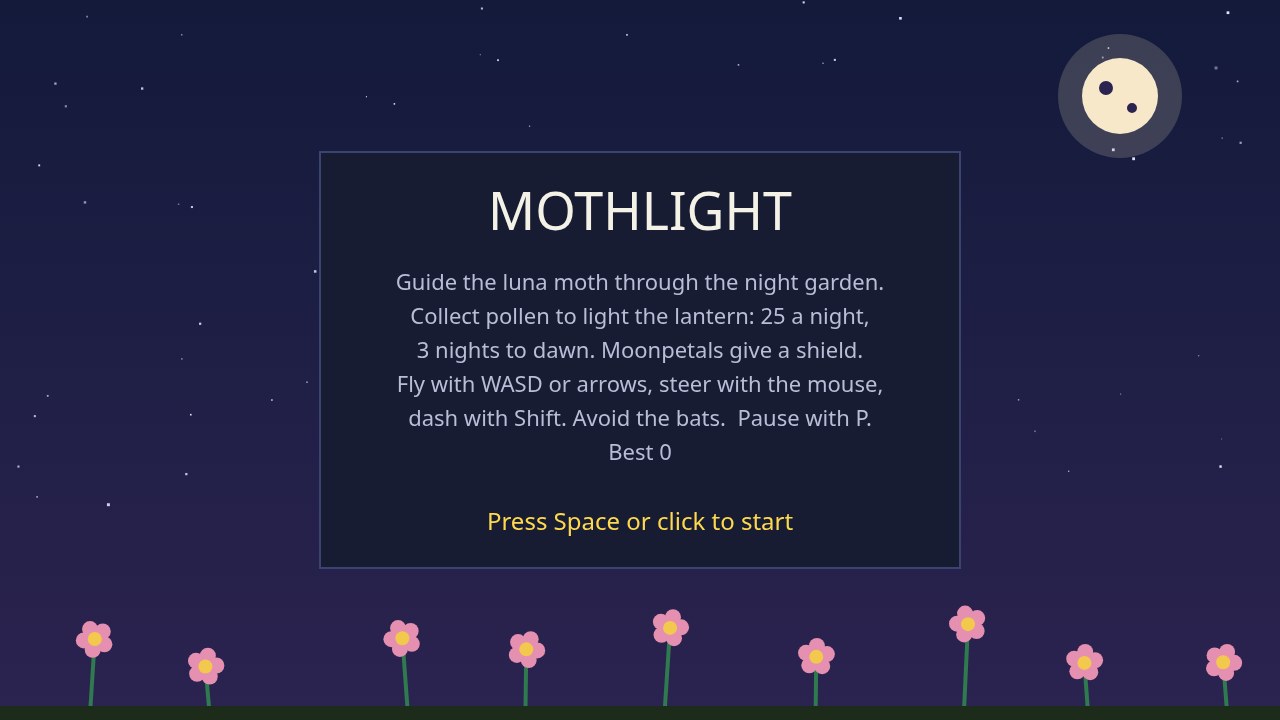 MOTHLIGHT
Guide the luna moth through the night garden.
Collect pollen to light the lantern: 25 a night,
3 nights to dawn. Moonpetals give a shield.
Fly with WASD or arrows, steer with the mouse,
dash with Shift. Avoid the bats.  Pause with P.
Best 0
Press Space or click to start